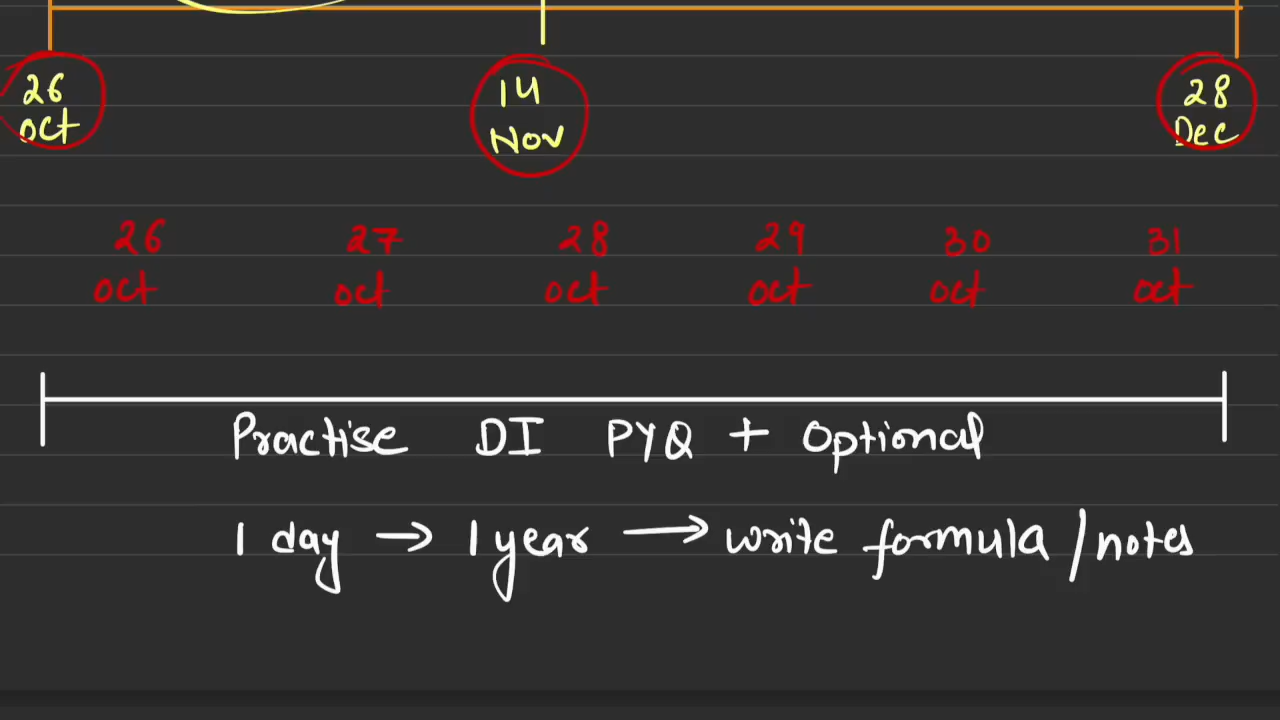 26 14 28
oct Nov Dec
26 27 28 29 30 31
oct oct oct oct oct oct
Practise DI PYQ + Optional
1 day → 1 year → write formula / notes